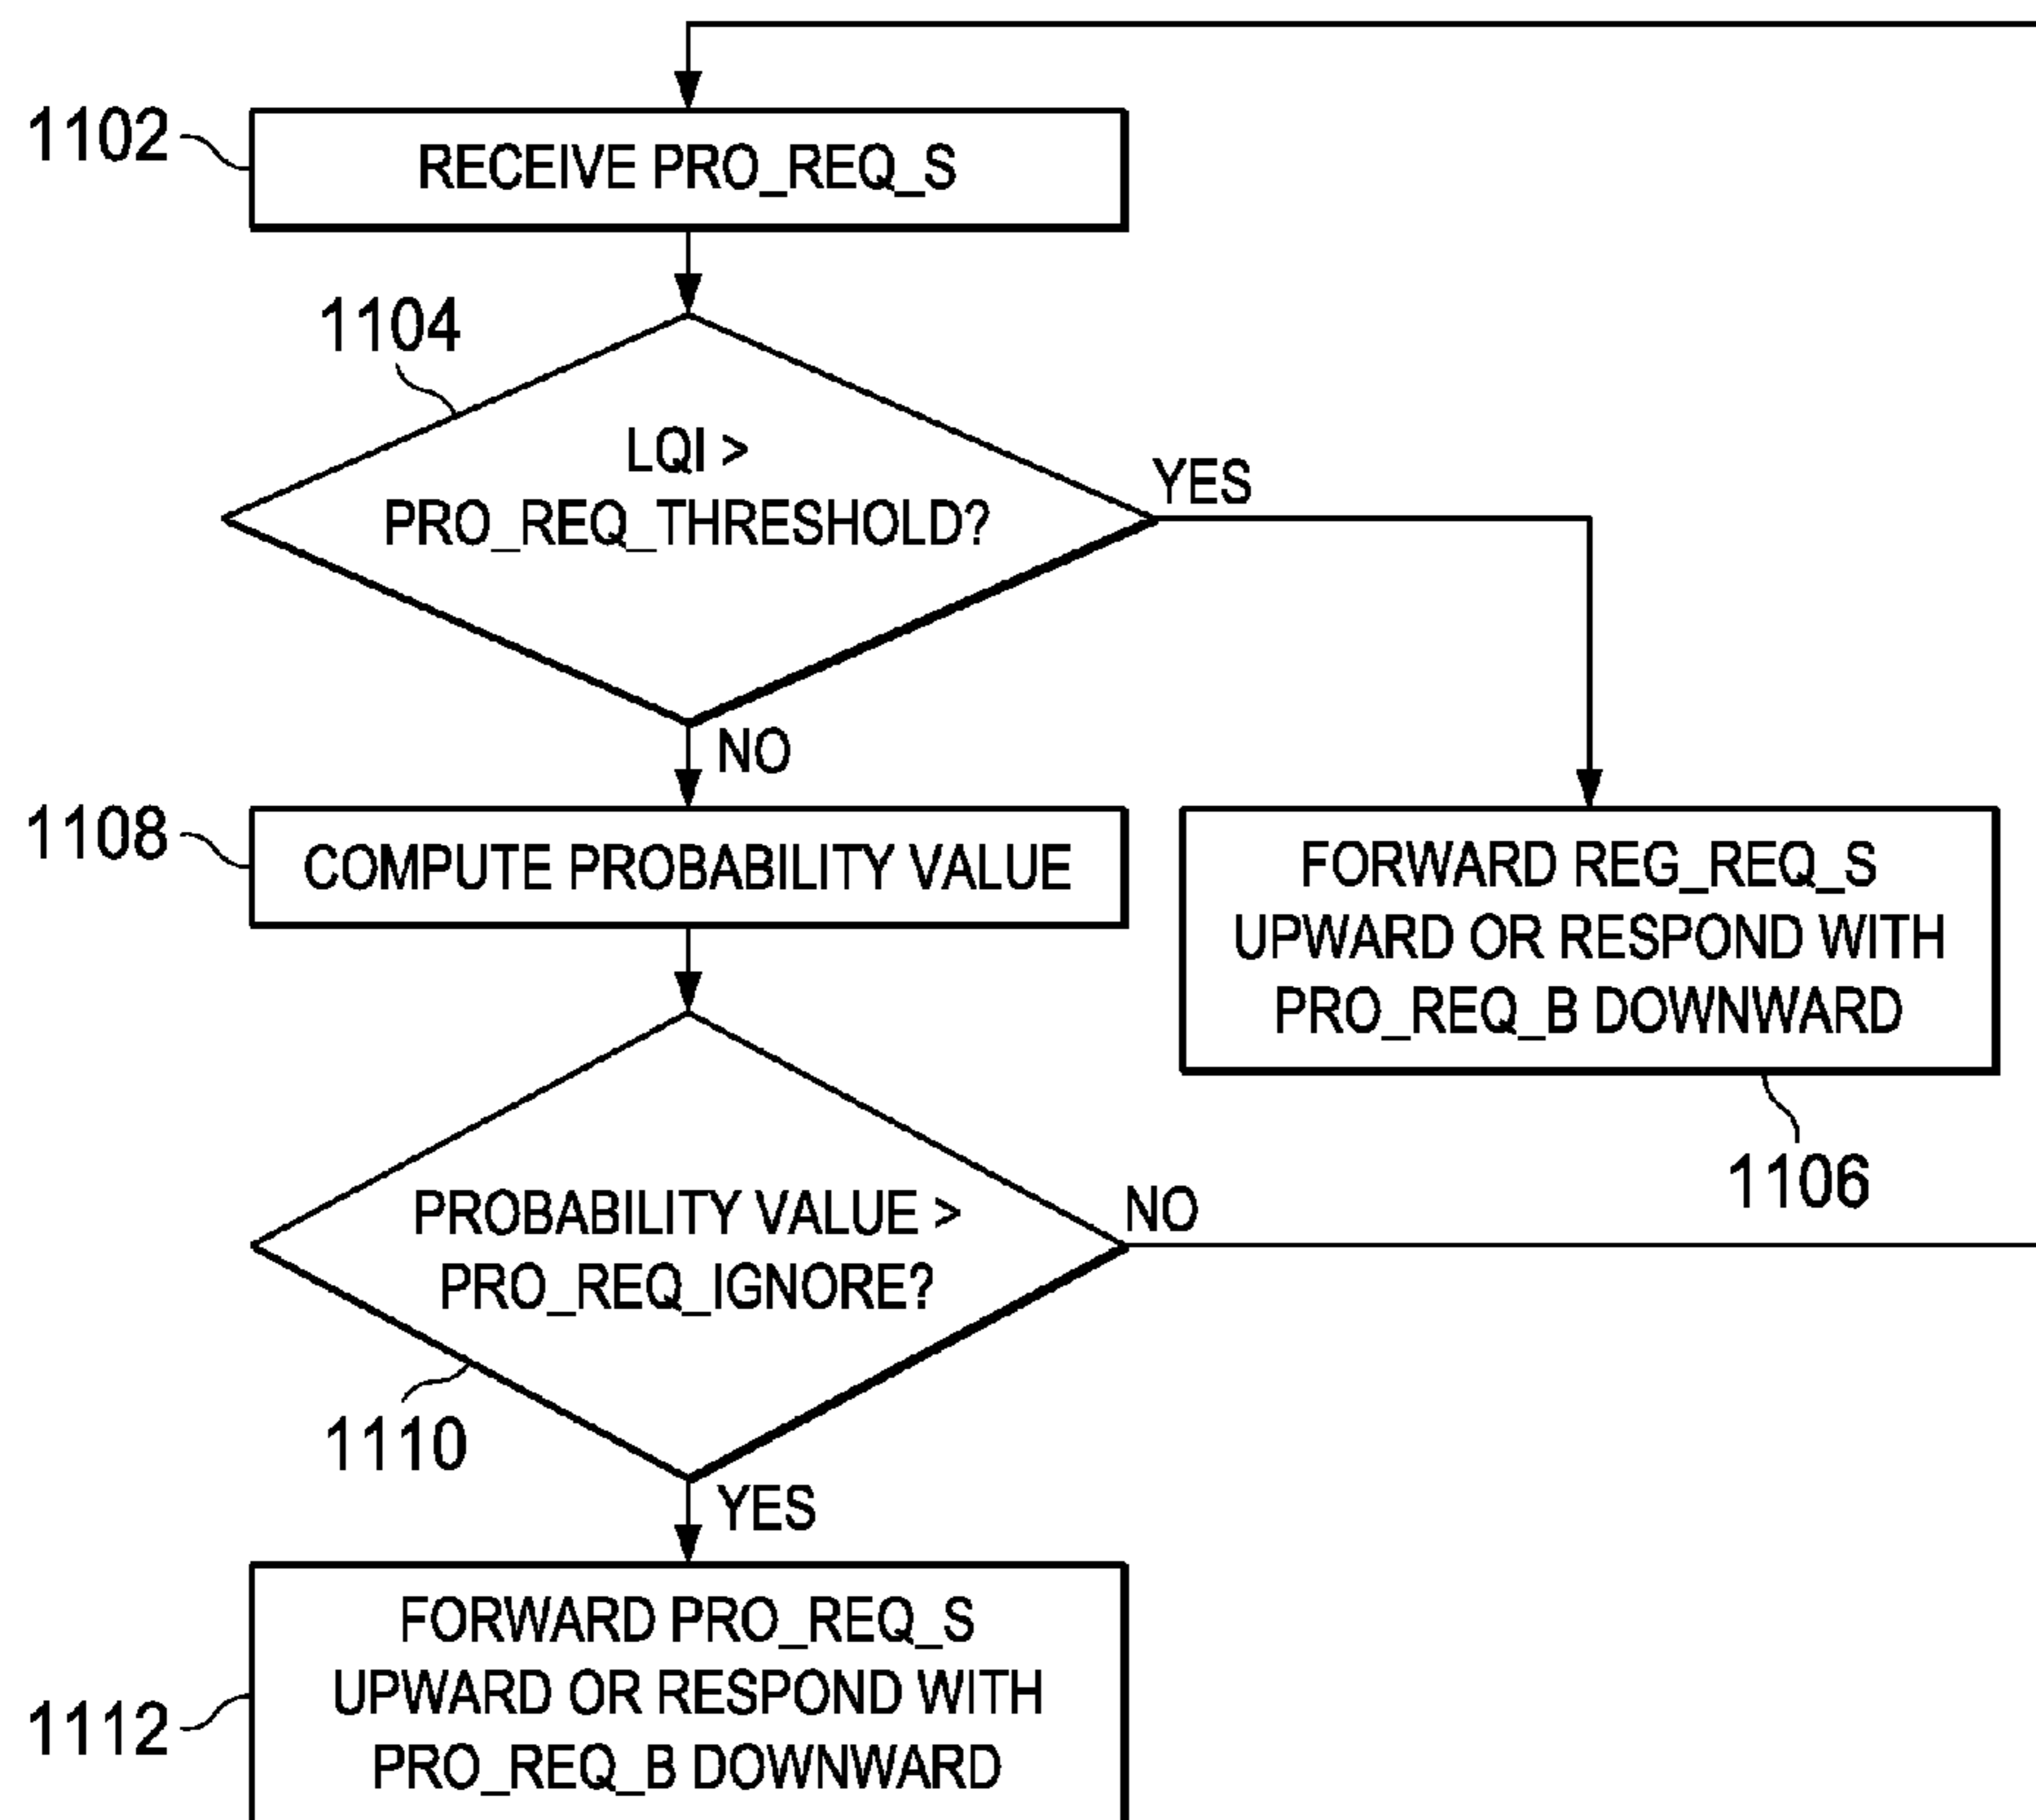 1102
RECEIVE PRO_REQ_S
1104
LQI >
PRO_REQ_THRESHOLD?
YES
NO
1108
COMPUTE PROBABILITY VALUE
FORWARD REG_REQ_S
UPWARD OR RESPOND WITH
PRO_REQ_B DOWNWARD
1106
PROBABILITY VALUE >
PRO_REQ_IGNORE?
NO
1110
YES
1112
FORWARD PRO_REQ_S
UPWARD OR RESPOND WITH
PRO_REQ_B DOWNWARD